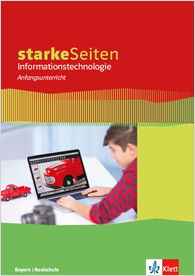 starkeSeiten
Informationstechnologie
Anfangsunterricht
Bayern | Realschule
Klett